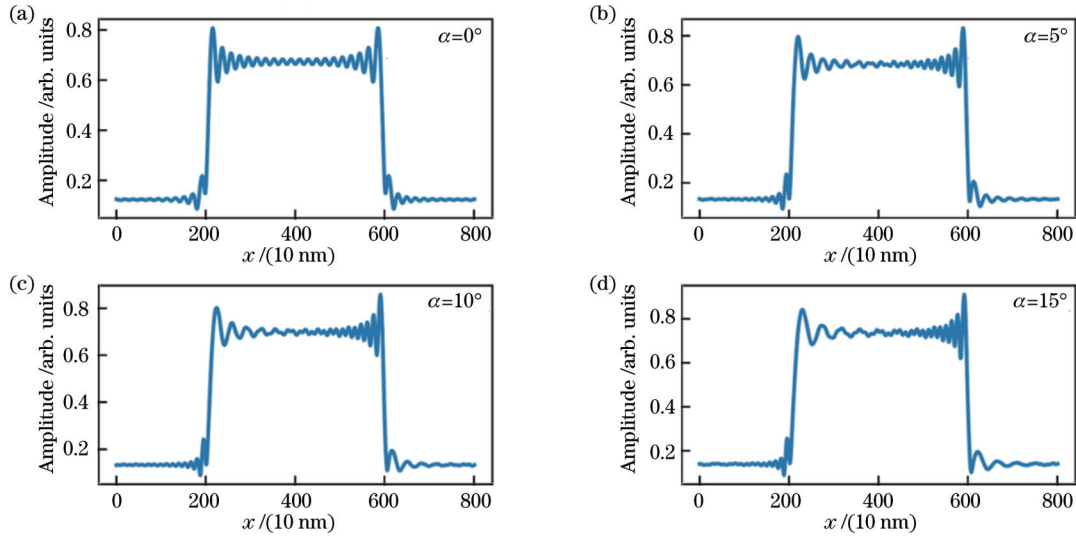 (a)
α=0°
Amplitude /arb. units
0.8
0.6
0.4
0.2
0 200 400 600 800
x /(10 nm)
(b)
α=5°
Amplitude /arb. units
0.8
0.6
0.4
0.2
0 200 400 600 800
x /(10 nm)
(c)
α=10°
Amplitude /arb. units
0.8
0.6
0.4
0.2
0 200 400 600 800
x /(10 nm)
(d)
α=15°
Amplitude /arb. units
0.8
0.6
0.4
0.2
0 200 400 600 800
x /(10 nm)